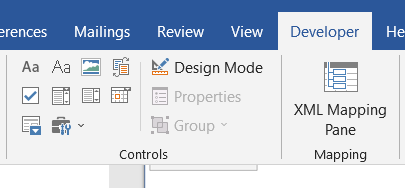 erences Mailings Review View Developer He
Aa Aa Design Mode
Properties
Group
XML Mapping
Pane
Controls Mapping